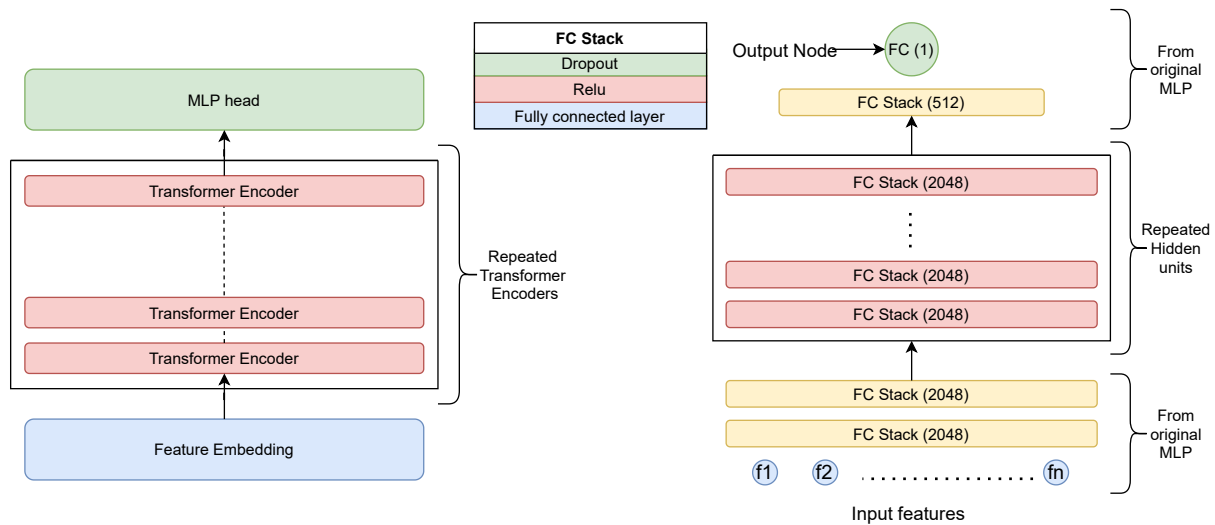 MLP head
Transformer Encoder
Transformer Encoder
Transformer Encoder
Feature Embedding
Repeated
Transformer
Encoders
FC Stack
Dropout
Relu
Fully connected layer
Output Node
FC (1)
FC Stack (512)
FC Stack (2048)
FC Stack (2048)
FC Stack (2048)
FC Stack (2048)
FC Stack (2048)
f1
f2
fn
Input features
From
original
MLP
Repeated
Hidden
units
From
original
MLP